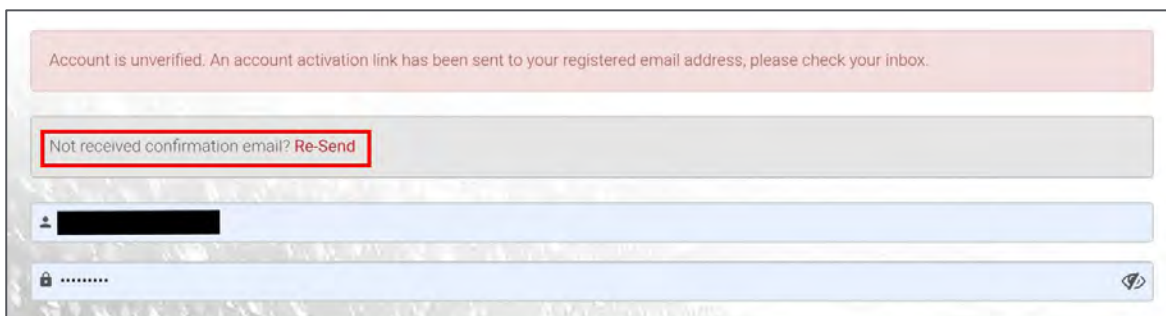 Account is unverified. An account activation link has been sent to your registered email address, please check your inbox.
Not received confirmation email? Re-Send